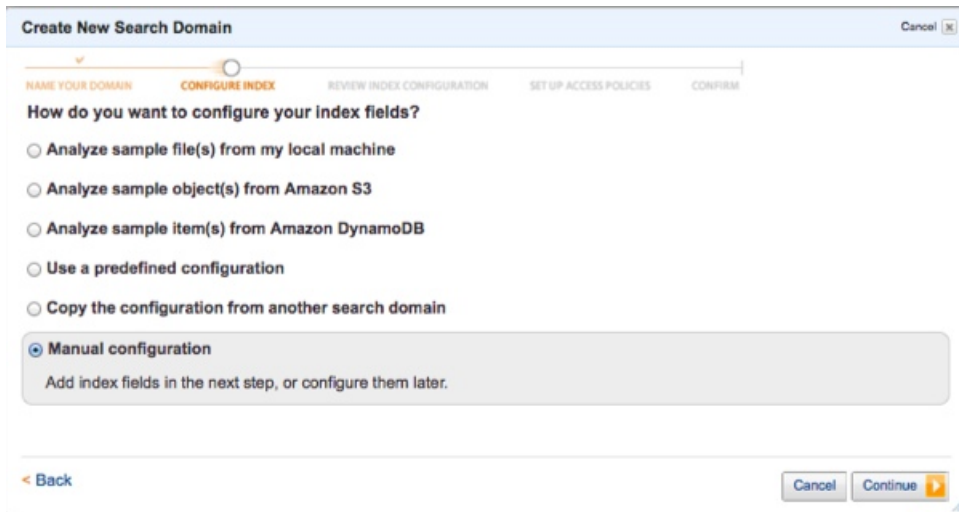 Create New Search Domain
Cancel
NAME YOUR DOMAIN CONFIGURE INDEX REVIEW INDEX CONFIGURATION SET UP ACCESS POLICIES CONFIRM
How do you want to configure your index fields?
Analyze sample file(s) from my local machine
Analyze sample object(s) from Amazon S3
Analyze sample item(s) from Amazon DynamoDB
Use a predefined configuration
Copy the configuration from another search domain
Manual configuration
Add index fields in the next step, or configure them later.
< Back
Cancel Continue